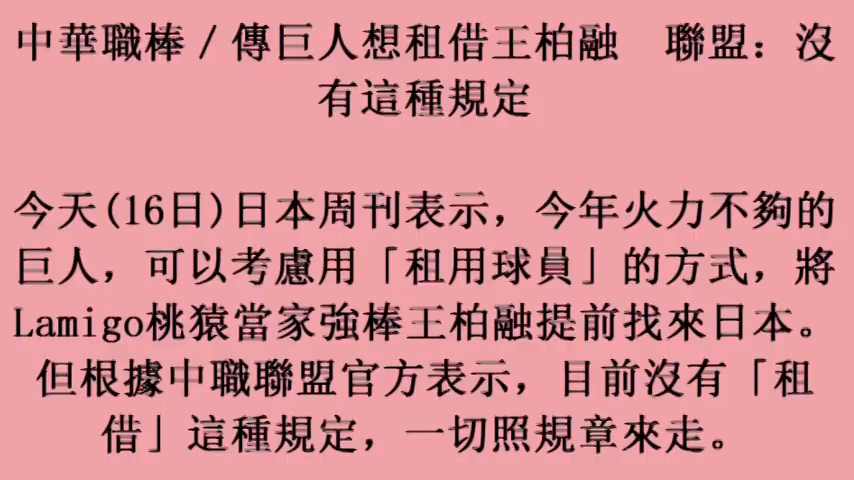 中華職棒／傳巨人想租借王柏融　聯盟：沒
有這種規定
今天(16日)日本周刊表示，今年火力不夠的
巨人，可以考慮用「租用球員」的方式，將
Lamigo桃猿當家強棒王柏融提前找來日本。
但根據中職聯盟官方表示，目前沒有「租
借」這種規定，一切照規章來走。